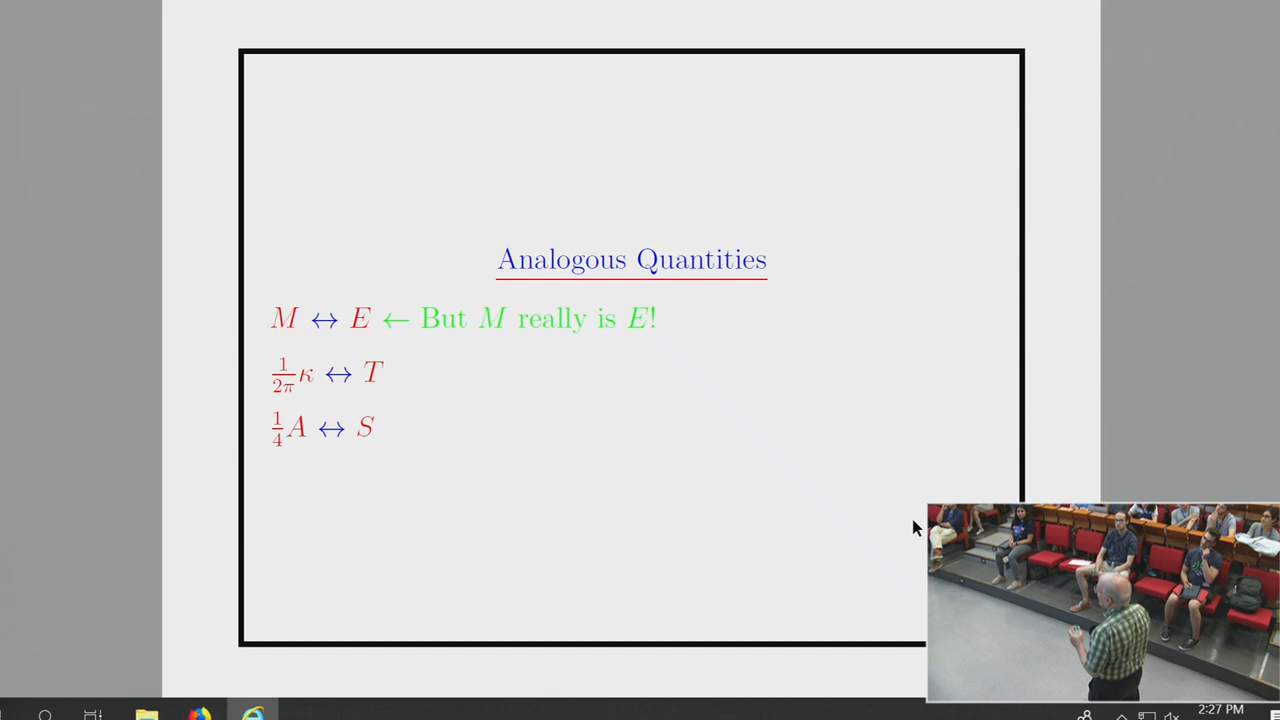 Analogous Quantities
M ↔ E ← But M really is E!
1/2π κ ↔ T
1/4 A ↔ S
2:27 PM